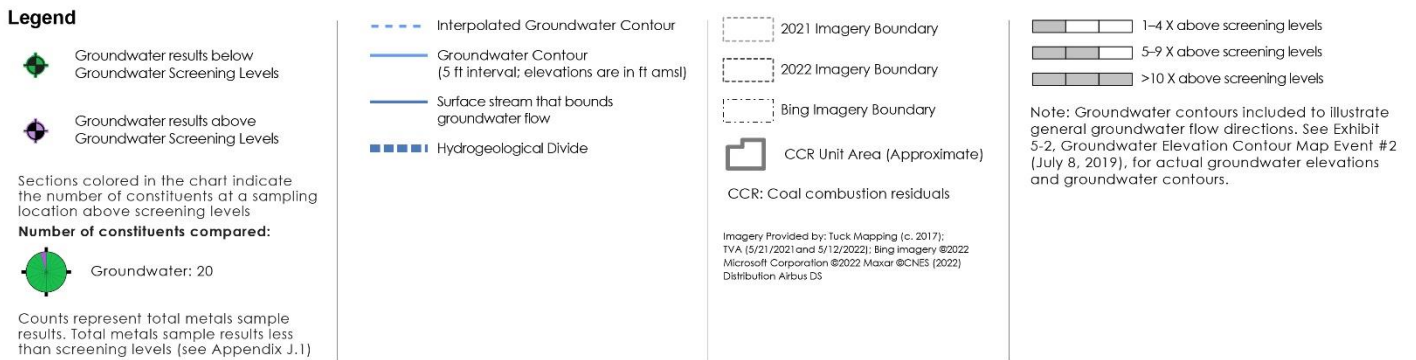 Legend
Groundwater results below
Groundwater Screening Levels
Groundwater results above
Groundwater Screening Levels
Sections colored in the chart indicate
the number of constituents at a sampling
location above screening levels
Number of constituents compared:
Groundwater: 20
Counts represent total metals sample
results. Total metals sample results less
than screening levels (see Appendix J.1)
Interpolated Groundwater Contour
Groundwater Contour
(5 ft interval; elevations are in ft amsl)
Surface stream that bounds
groundwater flow
Hydrogeological Divide
2021 Imagery Boundary
2022 Imagery Boundary
Bing Imagery Boundary
CCR Unit Area (Approximate)
CCR: Coal combustion residuals
Imagery Provided by: Tuck Mapping (c. 2017);
TVA (5/21/2021and 5/12/2022); Bing imagery ©2022
Microsoft Corporation ©2022 Maxar ©CNES (2022)
Distribution Airbus DS
1–4 X above screening levels
5–9 X above screening levels
>10 X above screening levels
Note: Groundwater contours included to illustrate
general groundwater flow directions. See Exhibit
5-2, Groundwater Elevation Contour Map Event #2
(July 8, 2019), for actual groundwater elevations
and groundwater contours.